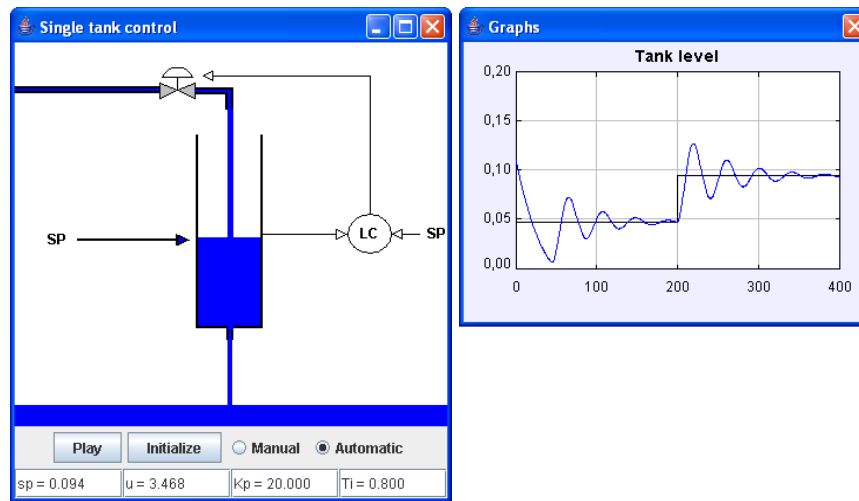 Single tank control
SP
LC
SP
Play Initialize Manual Automatic
sp = 0.094 u = 3.468 Kp = 20.000 Ti = 0.800
Graphs
Tank level
0,20
0,15
0,10
0,05
0,00
0 100 200 300 400